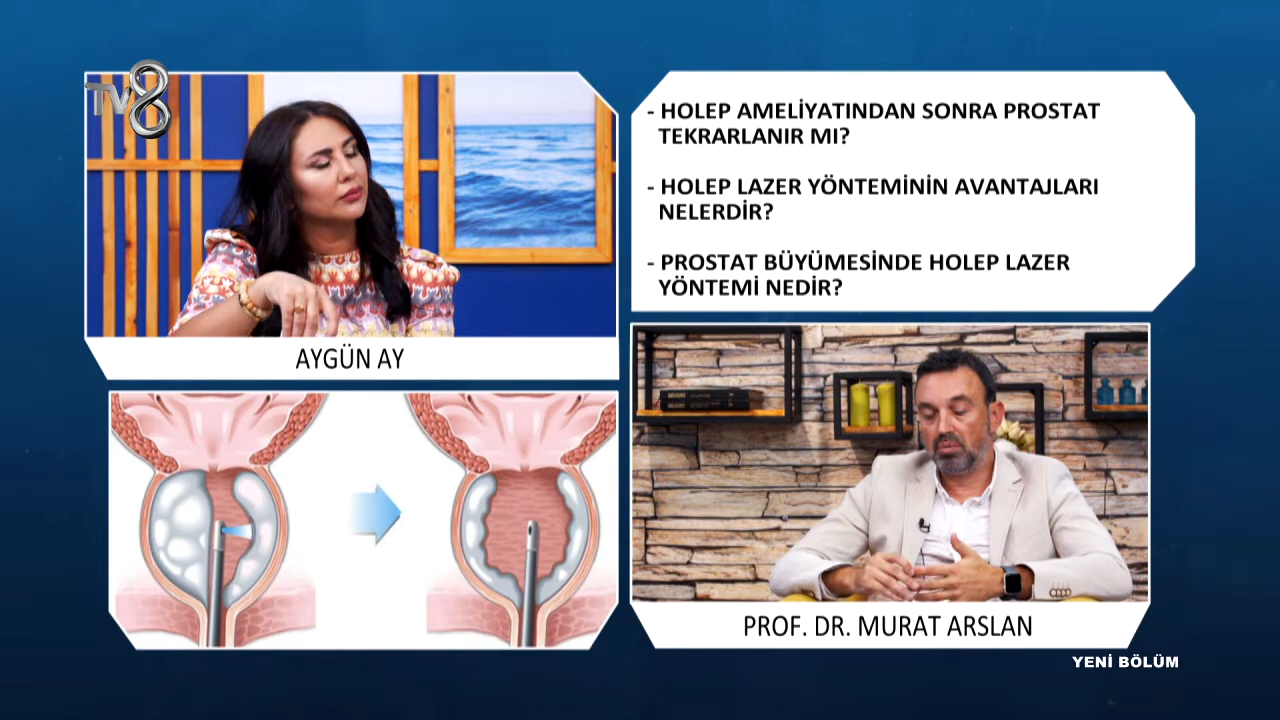 TV8
- HOLEP AMELİYATINDAN SONRA PROSTAT
TEKRARLANIR MI?
- HOLEP LAZER YÖNTEMİNİN AVANTAJLARI
NELERDİR?
- PROSTAT BÜYÜMESİNDE HOLEP LAZER
YÖNTEMİ NEDİR?
AYGÜN AY
PROF. DR. MURAT ARSLAN
YENİ BÖLÜM